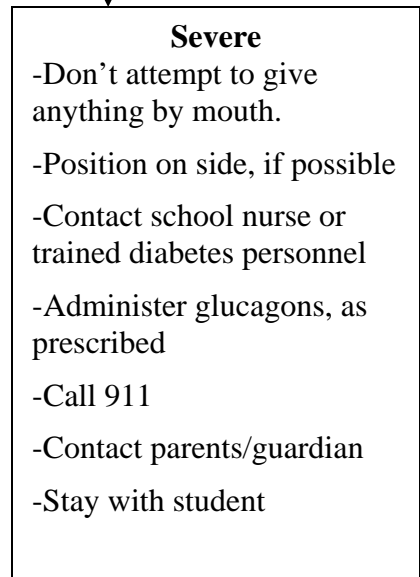 Severe
-Don’t attempt to give
anything by mouth.
-Position on side, if possible
-Contact school nurse or
trained diabetes personnel
-Administer glucagons, as
prescribed
-Call 911
-Contact parents/guardian
-Stay with student